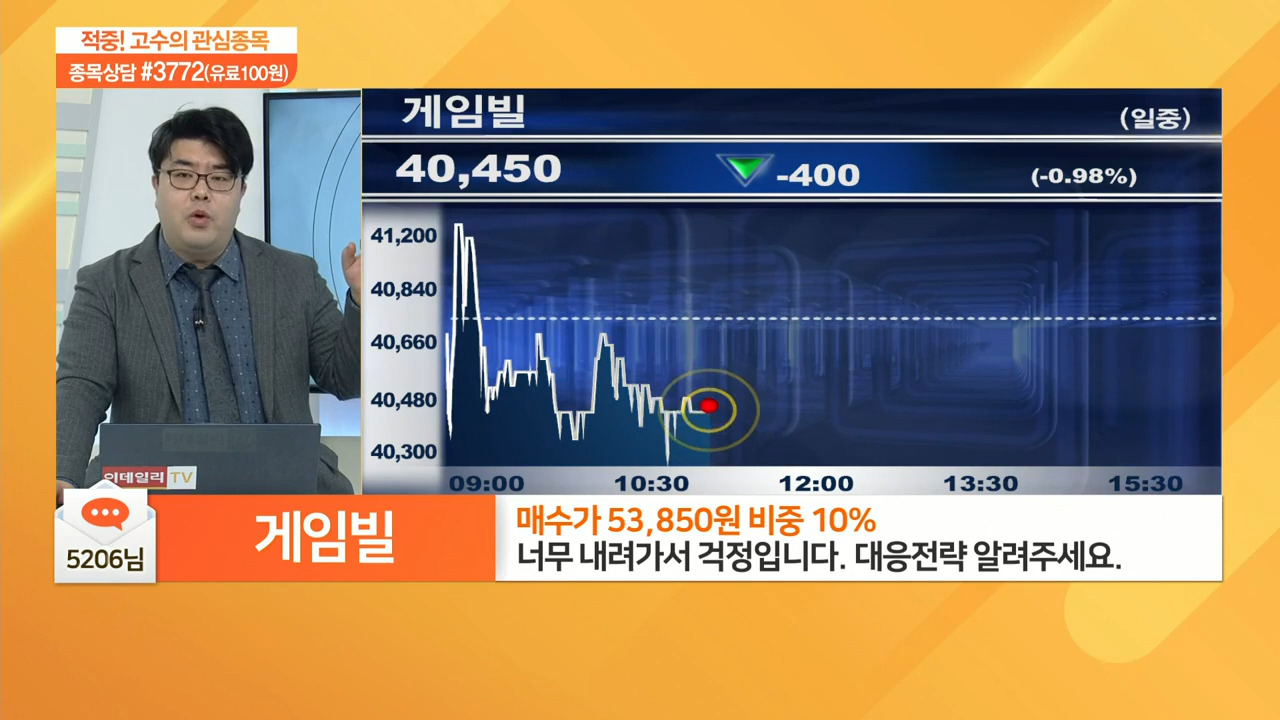 적중! 고수의 관심종목
종목상담 #3772(유료100원)
게임빌
(일중)
40,450
-400
(-0.98%)
41,200
40,840
40,660
40,480
40,300
09:00
10:30
12:00
13:30
15:30
이데일리 TV
5206님
게임빌
매수가 53,850원 비중 10%
너무 내려가서 걱정입니다. 대응전략 알려주세요.